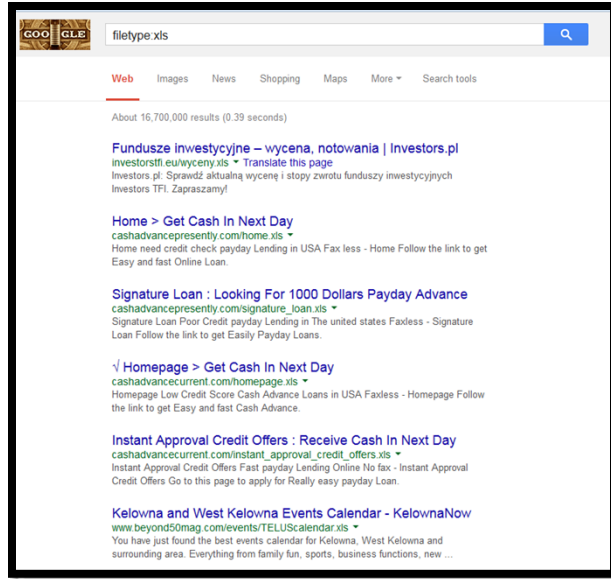 GOOGLE
filetype:xls
Web Images News Shopping Maps More Search tools
About 16,700,000 results (0.39 seconds)
Fundusze inwestycyjne – wycena, notowania | Investors.pl
investorstfi.eu/wyceny.xls Translate this page
Investors.pl: Sprawdź aktualną wycenę i stopy zwrotu funduszy inwestycyjnych
Investors TFI. Zapraszamy!
Home > Get Cash In Next Day
cashadvancepresently.com/home.xls
Home need credit check payday Lending in USA Fax less - Home Follow the link to get
Easy and fast Online Loan.
Signature Loan : Looking For 1000 Dollars Payday Advance
cashadvancepresently.com/signature_loan.xls
Signature Loan Poor Credit payday Lending in The united states Faxless - Signature
Loan Follow the link to get Easily Payday Loans.
√ Homepage > Get Cash In Next Day
cashadvancecurrent.com/homepage.xls
Homepage Low Credit Score Cash Advance Loans in USA Faxless - Homepage Follow
the link to get Easy and fast Cash Advance.
Instant Approval Credit Offers : Receive Cash In Next Day
cashadvancecurrent.com/instant_approval_credit_offers.xls
Instant Approval Credit Offers Fast payday Lending Online No fax - Instant Approval
Credit Offers Go to this page to apply for Really easy payday Loan.
Kelowna and West Kelowna Events Calendar - KelownaNow
www.beyond50mag.com/events/TELUScalendar.xls
You have just found the best events calendar for Kelowna, West Kelowna and
surrounding area. Everything from family fun, sports, business functions, new ...